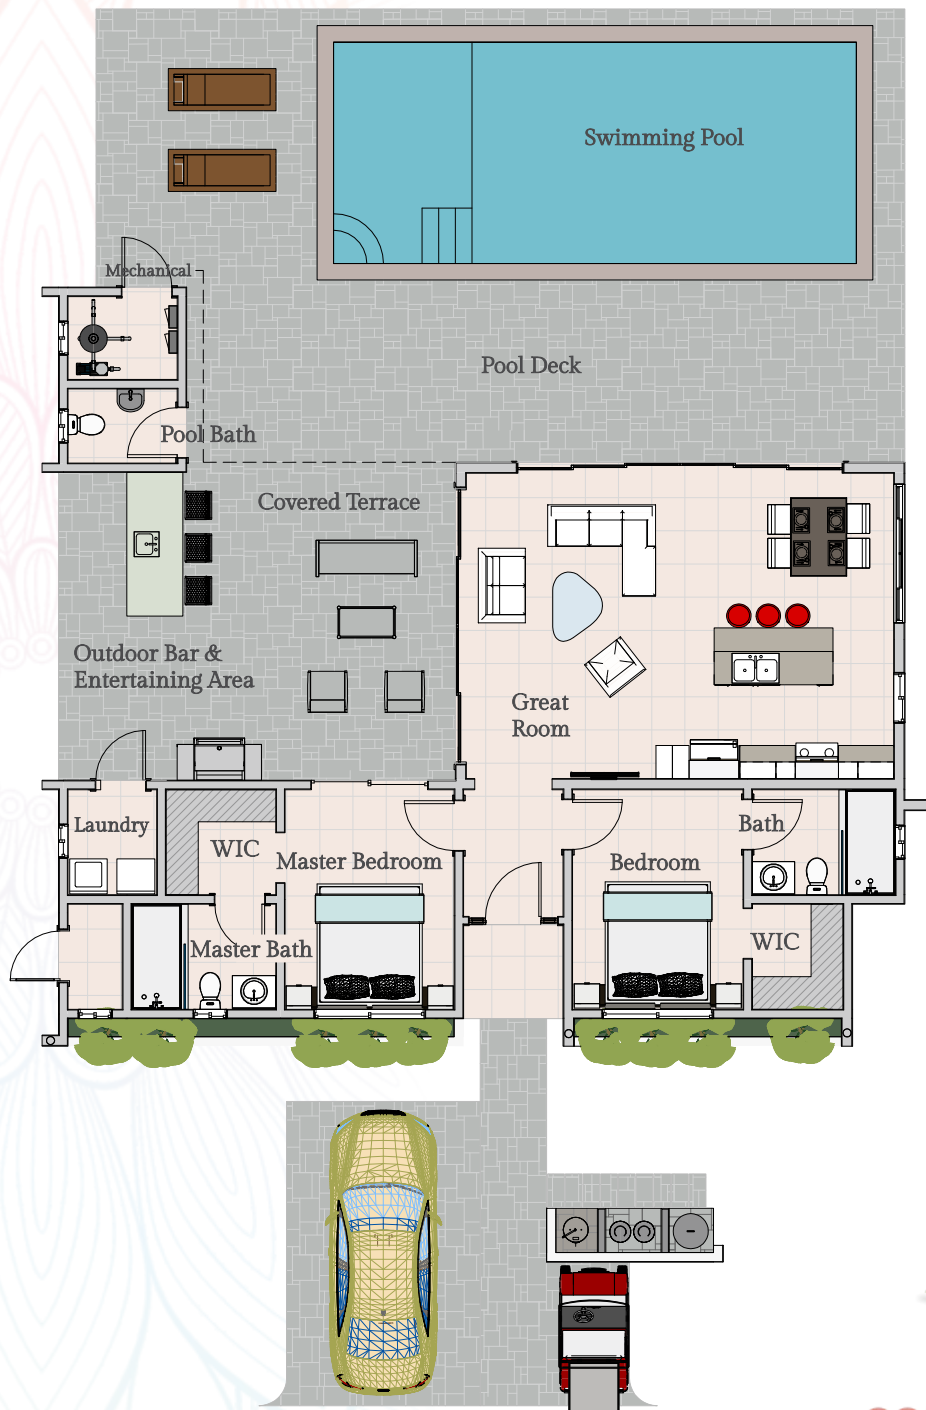 Swimming Pool
Mechanical
Pool Deck
Pool Bath
Covered Terrace
Outdoor Bar &
Entertaining Area
Great
Room
Laundry
WIC
Master Bedroom
Bedroom
Bath
Master Bath
WIC